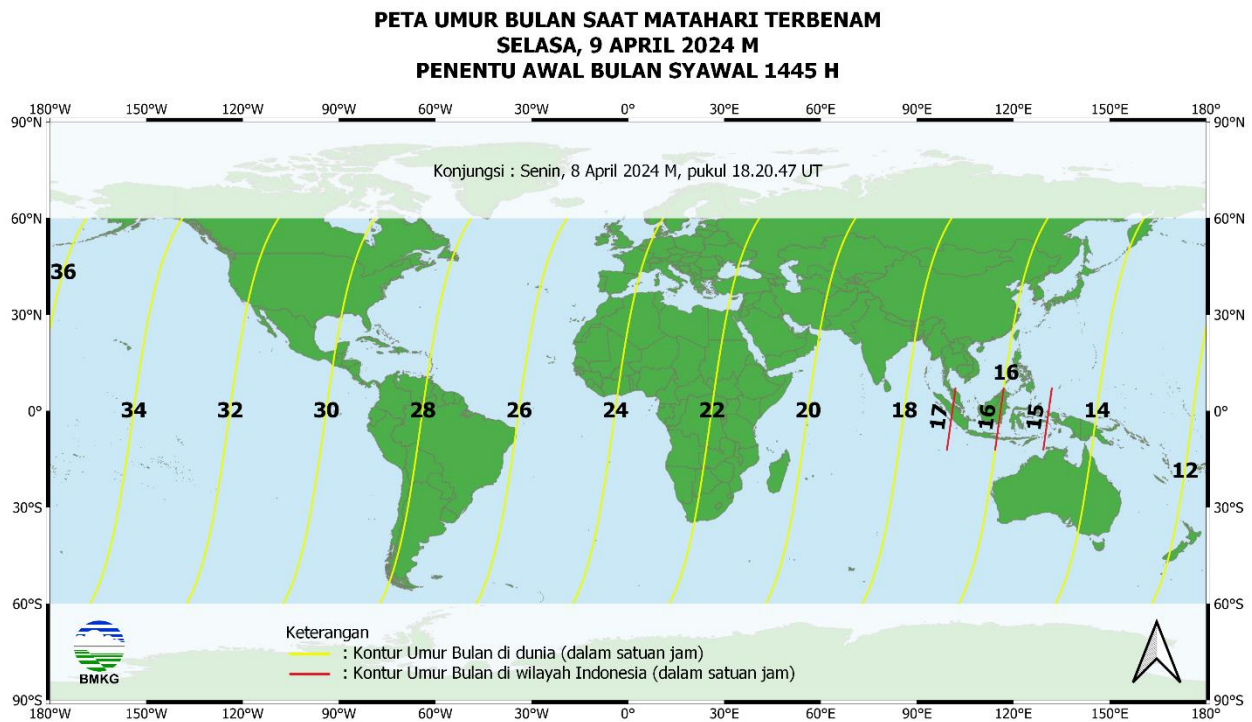 PETA UMUR BULAN SAAT MATAHARI TERBENAM
SELASA, 9 APRIL 2024 M
PENENTU AWAL BULAN SYAWAL 1445 H
180°W 150°W 120°W 90°W 60°W 30°W 0° 30°E 60°E 90°E 120°E 150°E 180°
90°N 90°N
Konjungsi : Senin, 8 April 2024 M, pukul 18.20.47 UT
60°N 60°N
36
30°N 30°N
16
0° 34 32 30 28 26 24 22 20 18 17 16 15 14 0°
12
30°S 30°S
60°S 60°S
Keterangan
: Kontur Umur Bulan di dunia (dalam satuan jam)
: Kontur Umur Bulan di wilayah Indonesia (dalam satuan jam)
BMKG
90°S 90°S
180°W 150°W 120°W 90°W 60°W 30°W 0° 30°E 60°E 90°E 120°E 150°E 180°